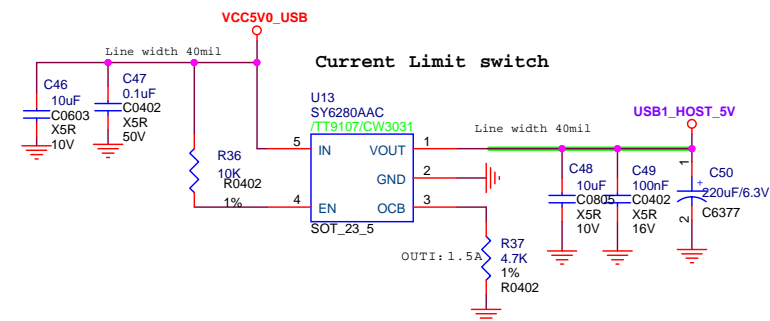 VCC5V0_USB
Line width 40mil
Current Limit switch
C46
10uF
C0603
X5R
10V
C47
0.1uF
C0402
X5R
50V
U13
SY6280AAC
/TT9107/CW3031
USB1_HOST_5V
Line width 40mil
R36
10K
R0402
1%
5
IN
VOUT
1
GND
2
4
EN
OCB
3
SOT_23_5
C48
10uF
C0805
X5R
10V
C49
100nF
C0402
X5R
16V
1
C50
+
220uF/6.3V
2
C6377
OUTI:1.5A
R37
4.7K
1%
R0402